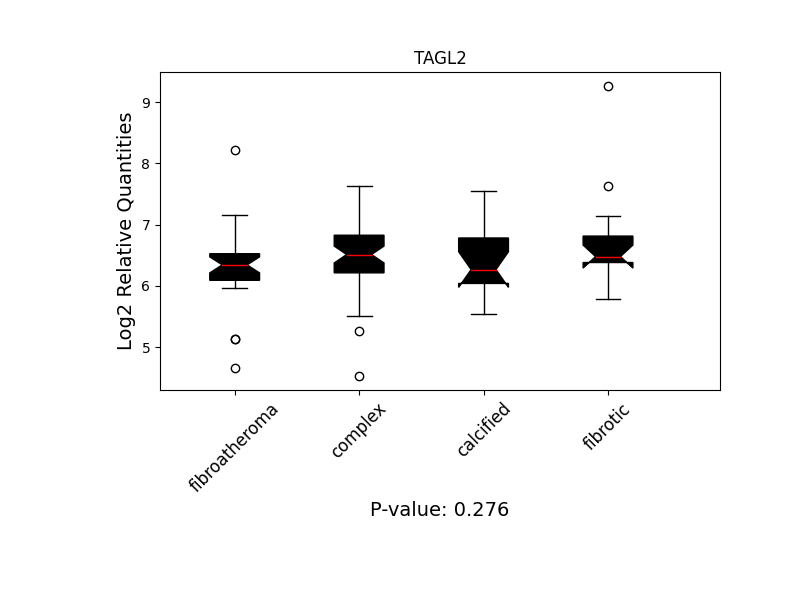 TAGL2
Log2 Relative Quantities
9
8
7
6
5
fibroatheroma
complex
calcified
fibrotic
P-value: 0.276